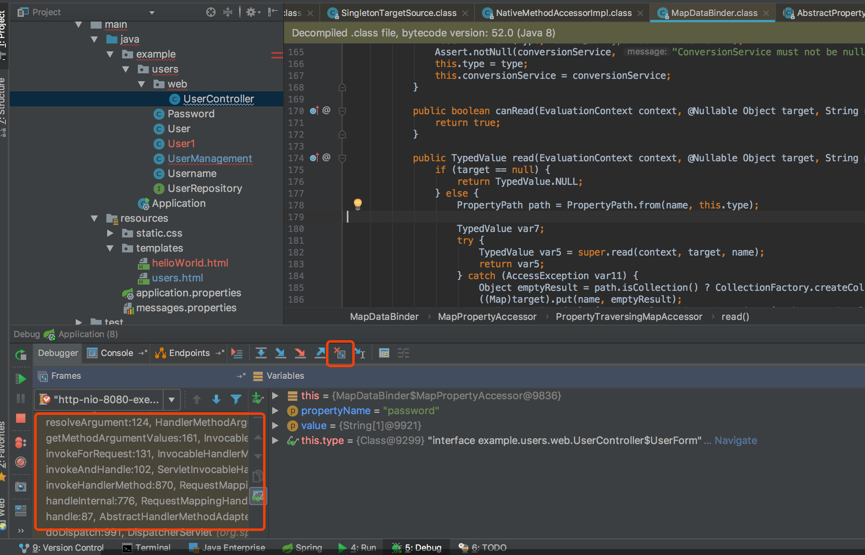 Project
lass
SingletonTargetSource.class
NativeMethodAccessorImpl.class
MapDataBinder.class
AbstractProperty
main
java
example
users
web
UserController
Password
User
User1
UserManagement
Username
UserRepository
Application
resources
static.css
templates
helloWorld.html
users.html
application.properties
messages.properties
test
1: Project
Z: Structure
Decompiled .class file, bytecode version: 52.0 (Java 8)
165 Assert.notNull(conversionService, message: "ConversionService must not be nul
166 this.type = type;
167 this.conversionService = conversionService;
168 }
169
170 @ public boolean canRead(EvaluationContext context, @Nullable Object target, String
171 return true;
172 }
173
174 @ public TypedValue read(EvaluationContext context, @Nullable Object target, String
175 if (target == null) {
176 return TypedValue.NULL;
177 } else {
178 PropertyPath path = PropertyPath.from(name, this.type);
179
180 TypedValue var7;
181 try {
182 TypedValue var5 = super.read(context, target, name);
183 return var5;
184 } catch (AccessException var11) {
185 Object emptyResult = path.isCollection() ? CollectionFactory.createCol
186 ((Map)target).put(name, emptyResult);
MapDataBinder › MapPropertyAccessor › PropertyTraversingMapAccessor › read()
Debug Application (8)
Debugger Console Endpoints
Frames
Variables
"http-nio-8080-exe...
resolveArgument:124, HandlerMethodArg
getMethodArgumentValues:161, Invocable
invokeForRequest:131, InvocableHandlerM
invokeAndHandle:102, ServletInvocableHa
invokeHandlerMethod:870, RequestMappi
handleInternal:776, RequestMappingHand
handle:87, AbstractHandlerMethodAdapte
doDispatch:991, DispatcherServlet (org.sp
this = {MapDataBinder$MapPropertyAccessor@9836}
propertyName = "password"
value = {String[1]@9921}
this.type = {Class@9299} "interface example.users.web.UserController$UserForm" ... Navigate
2: Favorites
Web
9: Version Control Terminal Java Enterprise Spring 4: Run 5: Debug 6: TODO